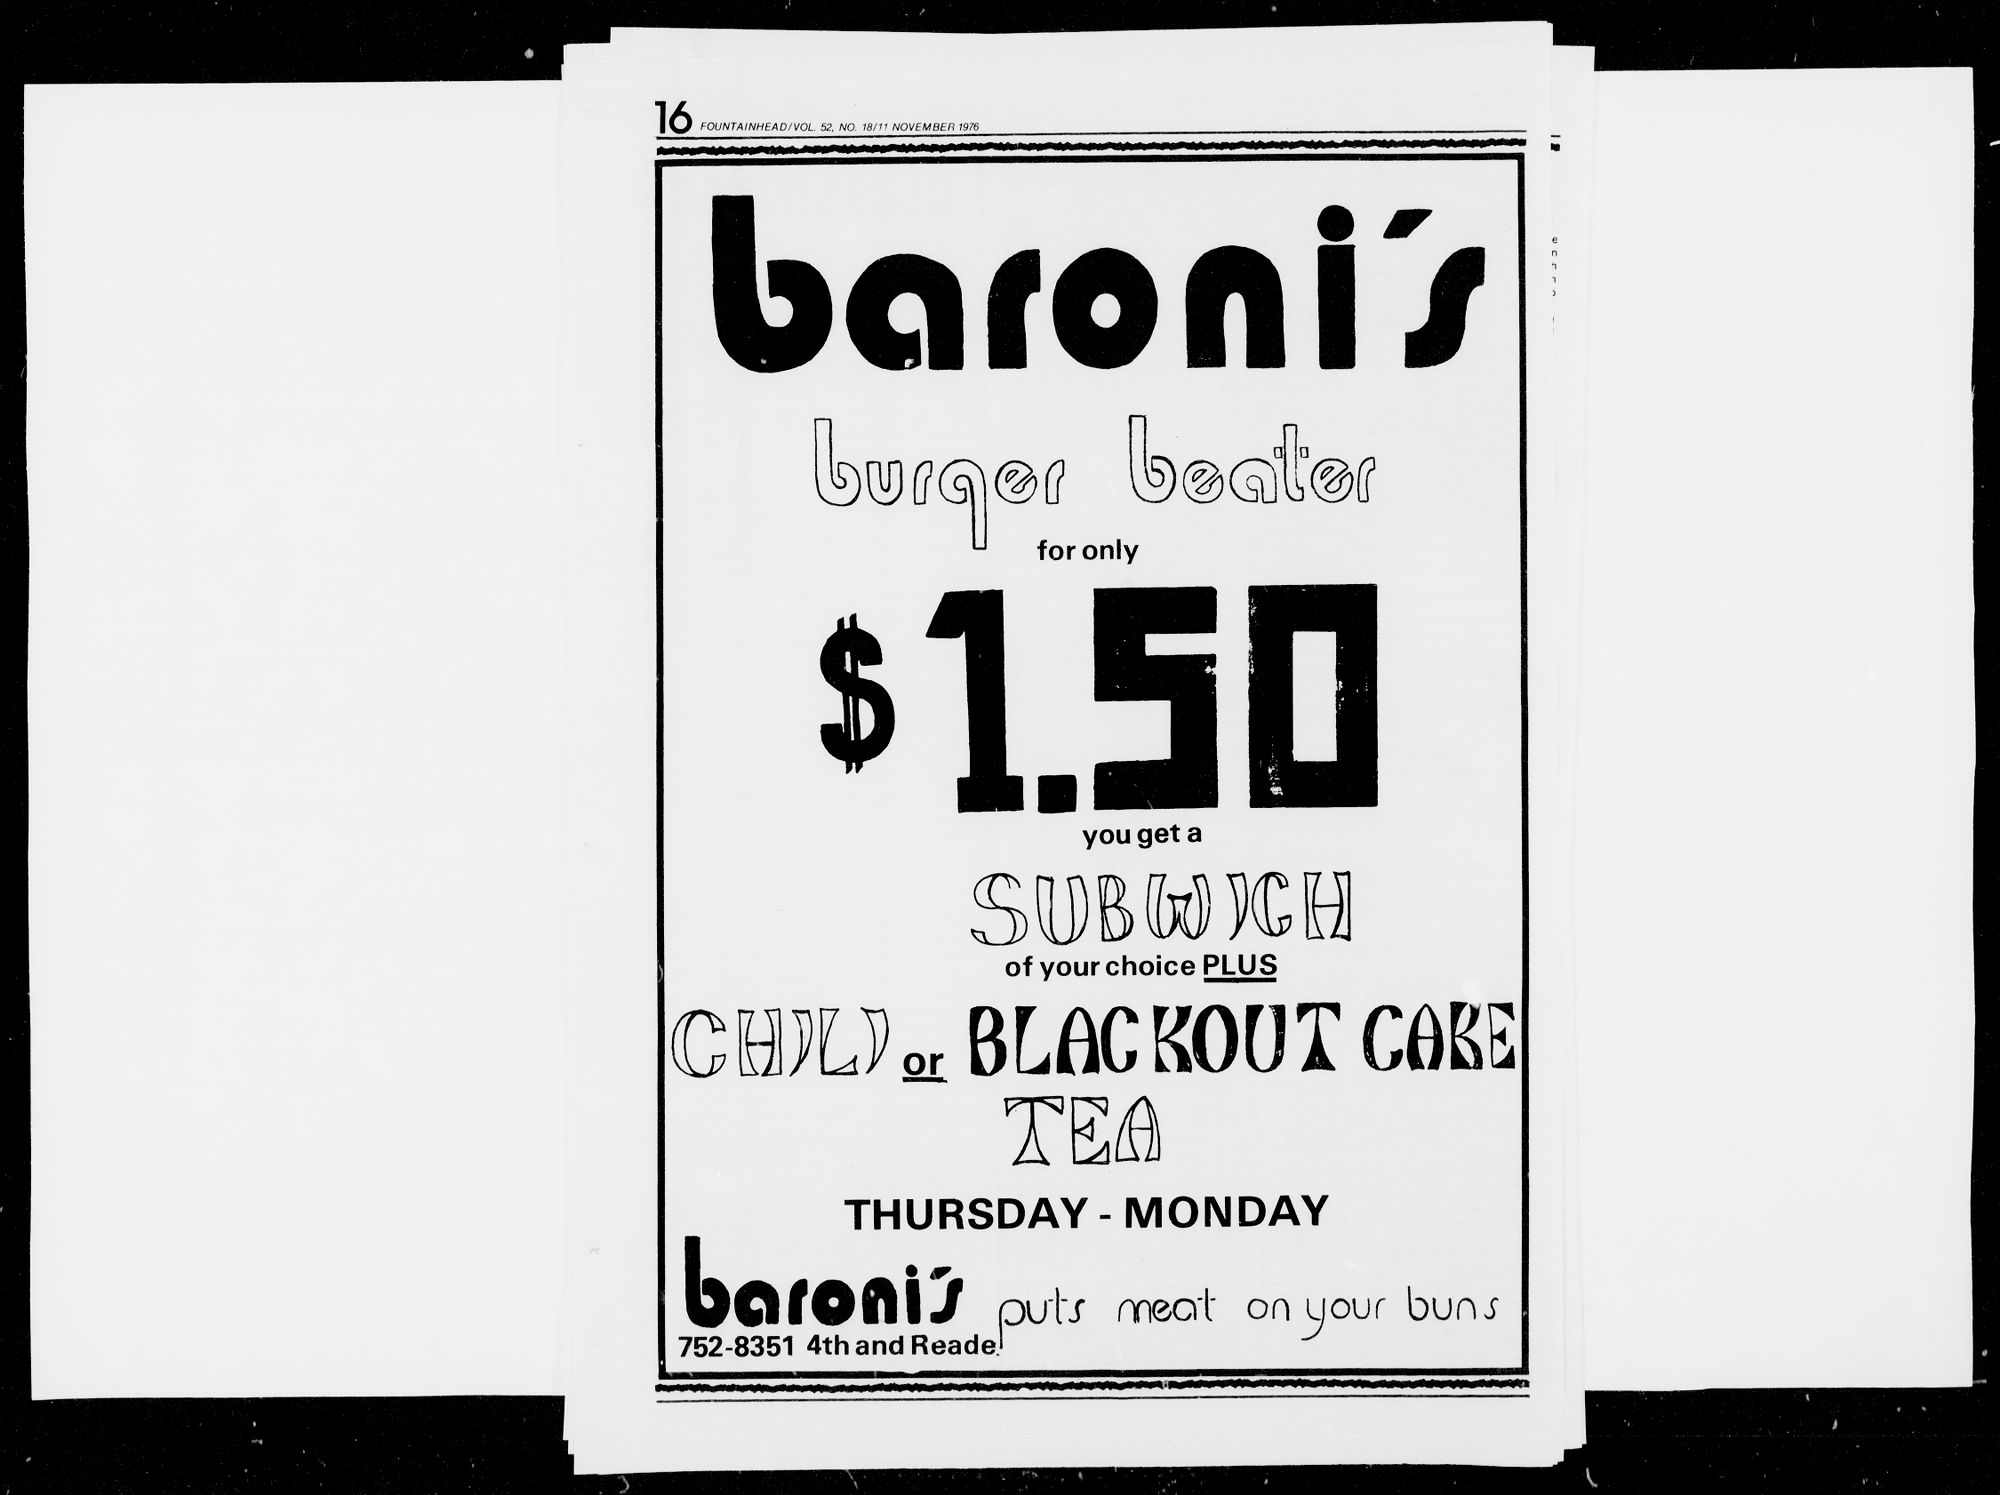 16 FOUNTAINHEAD/VOL. 52, NO. 18/11 NOVEMBER 1976
baroni's
burger beater
for only
$1.50
you get a
SUBWICH
of your choice PLUS
CHILI or BLACKOUT CAKE
TEA
THURSDAY - MONDAY
baroni's puts meat on your buns
752-8351 4th and Reade